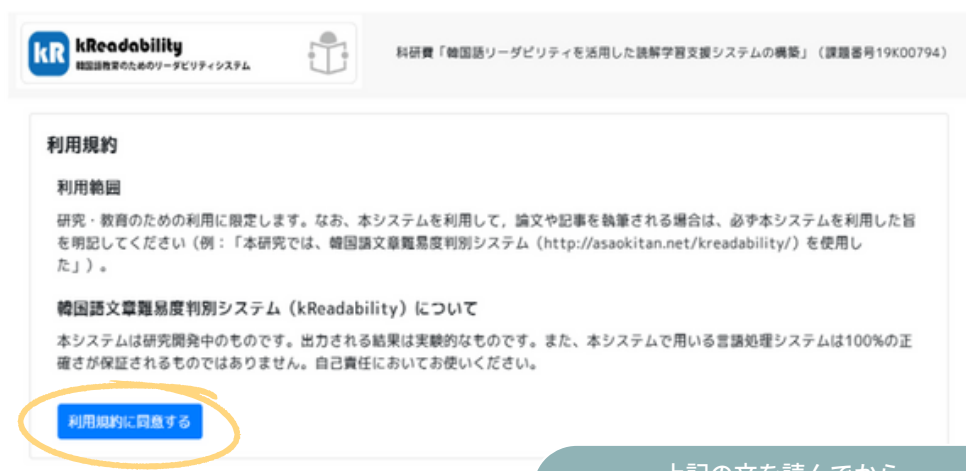 kR kReadability
韓国語教育のためのリーダビリティシステム
科研費「韓国語リーダビリティを活用した読解学習支援システムの構築」（課題番号19K00794）
利用規約
利用範囲
研究・教育のための利用に限定します。なお、本システムを利用して，論文や記事を執筆される場合は、必ず本システムを利用した旨
を明記してください（例：「本研究では、韓国語文章難易度判別システム（http://asaokitan.net/kreadability/）を使用し
た」）。
韓国語文章難易度判別システム（kReadability）について
本システムは研究開発中のものです。出力される結果は実験的なものです。また、本システムで用いる言語処理システムは100%の正
確さが保証されるものではありません。自己責任においてお使いください。
利用規約に同意する
上記の文を読んでから